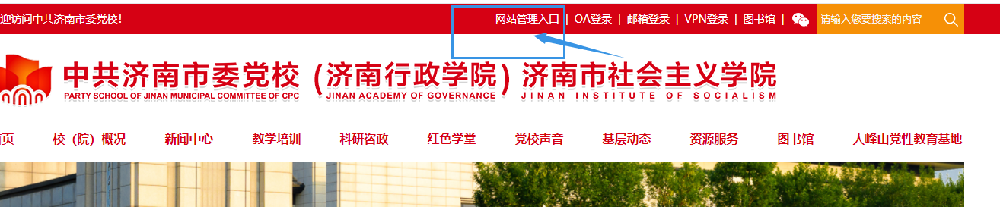 迎访问中共济南市委党校！ 网站管理入口 | OA登录 | 邮箱登录 | VPN登录 | 图书馆 | 请输入您要搜索的内容
中共济南市委党校（济南行政学院）济南市社会主义学院
PARTY SCHOOL OF JINAN MUNICIPAL COMMITTEE OF CPC JINAN ACADEMY OF GOVERNANCE JINAN INSTITUTE OF SOCIALISM
首页 校（院）概况 新闻中心 教学培训 科研咨政 红色学堂 党校声音 基层动态 资源服务 图书馆 大峰山党性教育基地